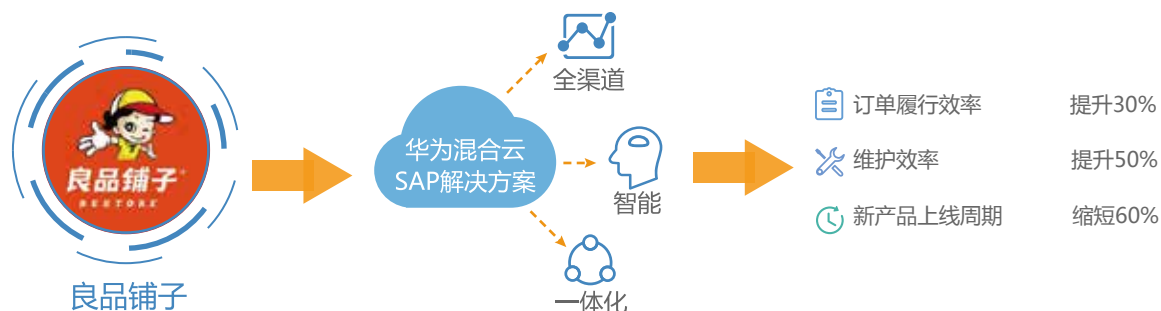 良品铺子
BESTORE
良品铺子
华为混合云
SAP解决方案
全渠道
智能
一体化
订单履行效率 提升30%
维护效率 提升50%
新产品上线周期 缩短60%